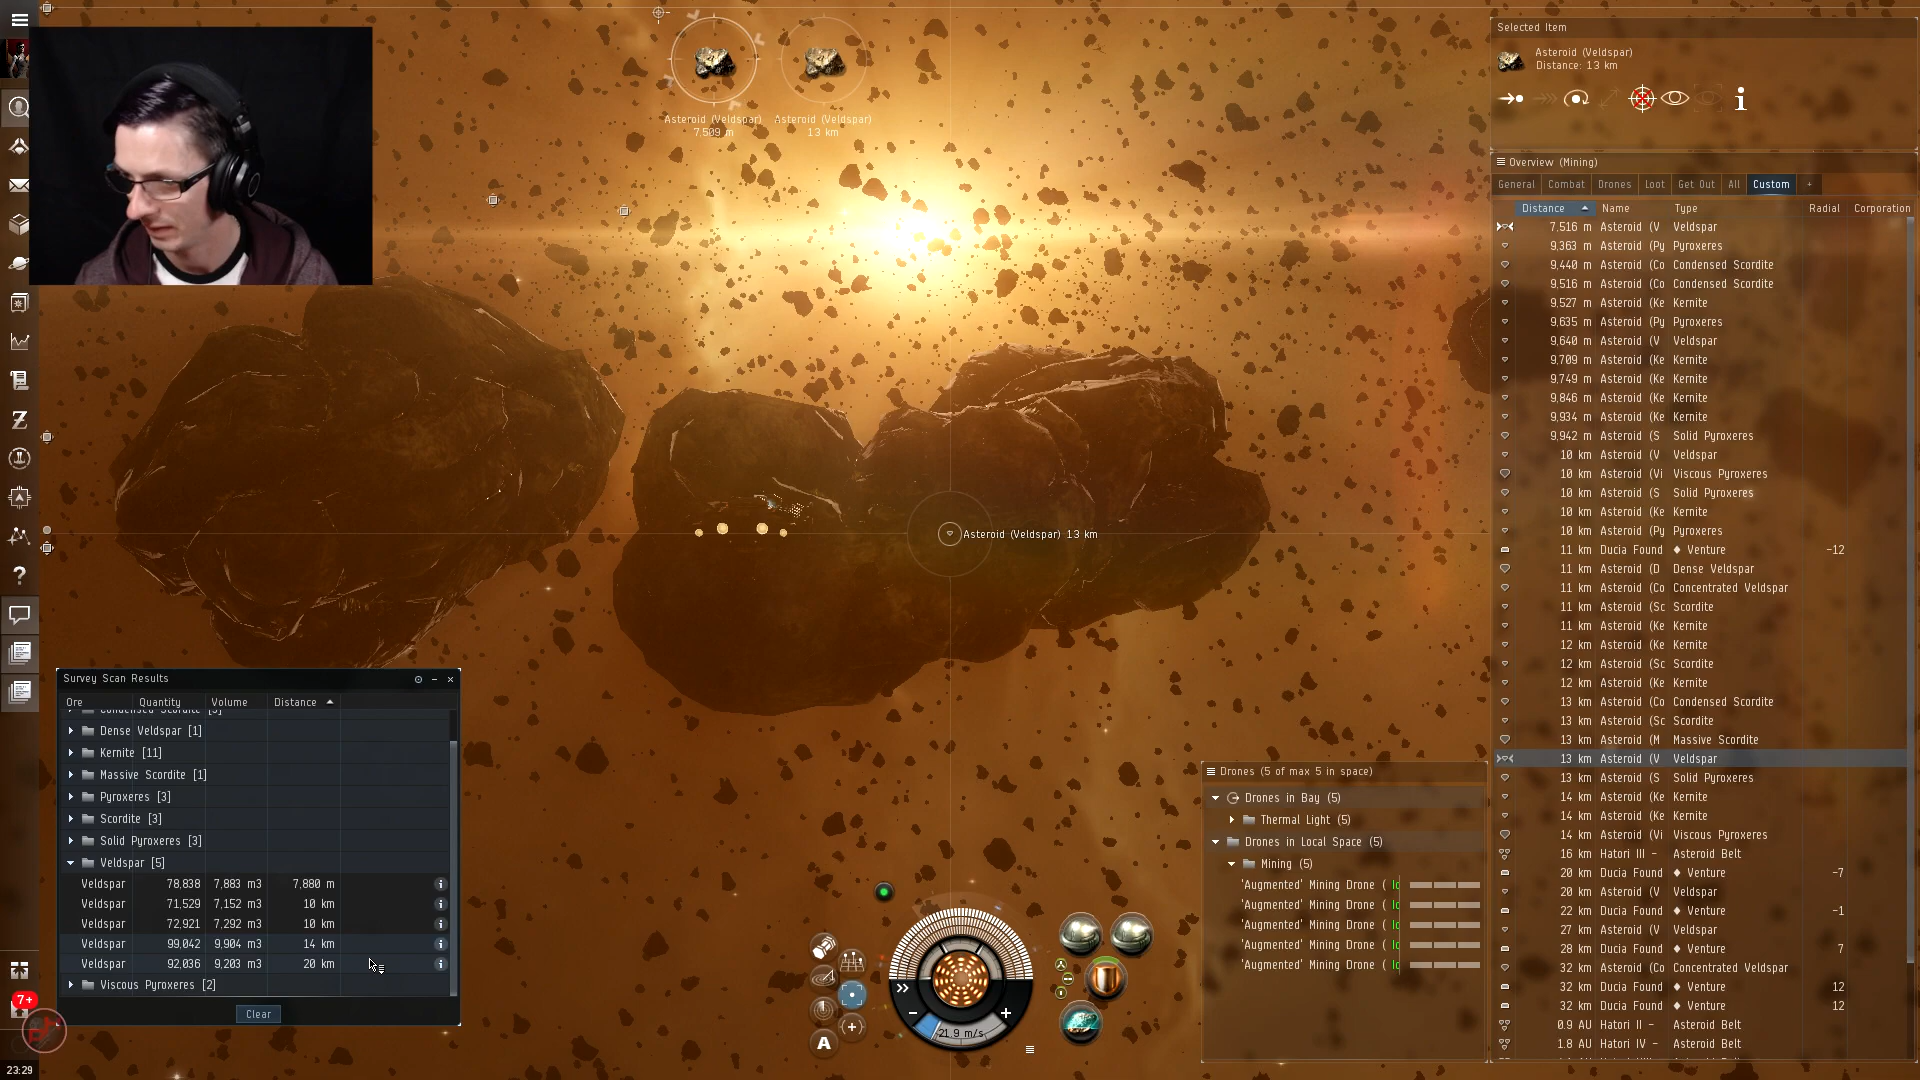 Asteroid (Veldspar)
7.509 m
Asteroid (Veldspar)
13 km
Asteroid (Veldspar) 13 km
Selected Item
Asteroid (Veldspar)
Distance: 13 km
Overview (Mining)
General Combat Drones Loot Get Out All Custom +
Distance Name Type Radial Corporation
7,516 m Asteroid (V Veldspar
9,363 m Asteroid (Py Pyroxeres
9,440 m Asteroid (Co Condensed Scordite
9,516 m Asteroid (Co Condensed Scordite
9,527 m Asteroid (Ke Kernite
9,635 m Asteroid (Py Pyroxeres
9,640 m Asteroid (V Veldspar
9,709 m Asteroid (Ke Kernite
9,749 m Asteroid (Ke Kernite
9,846 m Asteroid (Ke Kernite
9,934 m Asteroid (Ke Kernite
9,942 m Asteroid (S Solid Pyroxeres
10 km Asteroid (V Veldspar
10 km Asteroid (Vi Viscous Pyroxeres
10 km Asteroid (S Solid Pyroxeres
10 km Asteroid (Ke Kernite
10 km Asteroid (Py Pyroxeres
11 km Ducia Found Venture -12
11 km Asteroid (D Dense Veldspar
11 km Asteroid (Co Concentrated Veldspar
11 km Asteroid (Sc Scordite
11 km Asteroid (Ke Kernite
12 km Asteroid (Ke Kernite
12 km Asteroid (Sc Scordite
12 km Asteroid (Ke Kernite
13 km Asteroid (Co Condensed Scordite
13 km Asteroid (Sc Scordite
13 km Asteroid (M Massive Scordite
13 km Asteroid (V Veldspar
13 km Asteroid (S Solid Pyroxeres
14 km Asteroid (Ke Kernite
14 km Asteroid (Ke Kernite
14 km Asteroid (Vi Viscous Pyroxeres
16 km Hatori III - Asteroid Belt
20 km Ducia Found Venture -7
20 km Asteroid (V Veldspar
22 km Ducia Found Venture -1
27 km Asteroid (V Veldspar
28 km Ducia Found Venture 7
32 km Asteroid (Co Concentrated Veldspar
32 km Ducia Found Venture 12
32 km Ducia Found Venture 12
0.9 AU Hatori II - Asteroid Belt
1.8 AU Hatori IV - Asteroid Belt
Survey Scan Results
Ore Quantity Volume Distance
Condensed Scordite [3]
Dense Veldspar [1]
Kernite [11]
Massive Scordite [1]
Pyroxeres [3]
Scordite [3]
Solid Pyroxeres [3]
Veldspar [5]
Veldspar 78,838 7,883 m3 7,880 m
Veldspar 71,529 7,152 m3 10 km
Veldspar 72,921 7,292 m3 10 km
Veldspar 99,042 9,904 m3 14 km
Veldspar 92,036 9,203 m3 20 km
Viscous Pyroxeres [2]
Clear
Drones (5 of max 5 in space)
Drones in Bay (5)
Thermal Light (5)
Drones in Local Space (5)
Mining (5)
'Augmented' Mining Drone ( Id
'Augmented' Mining Drone ( Id
'Augmented' Mining Drone ( Id
'Augmented' Mining Drone ( Id
'Augmented' Mining Drone ( Id
21.9 m/s
A
7+
23:29